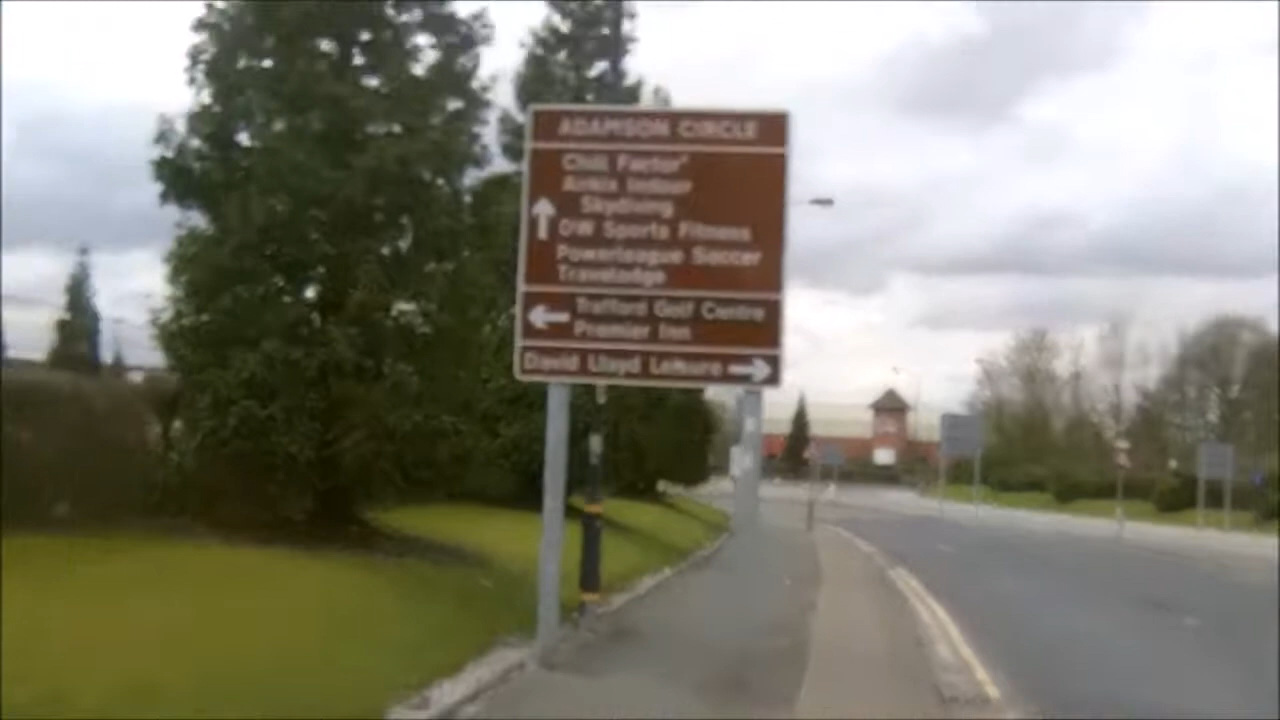 ADAMSON CIRCLE
Chill Factor
Airkix Indoor
Skydiving
DW Sports Fitness
Powerleague Soccer
Travelodge
Trafford Golf Centre
Premier Inn
David Lloyd Leisure